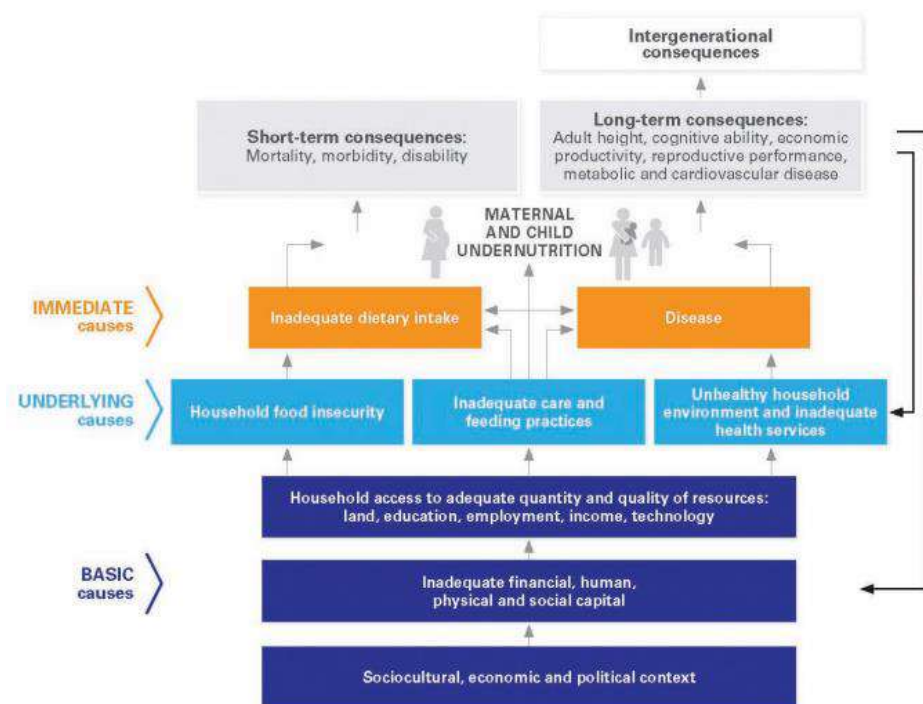 Intergenerational
consequences
Short-term consequences:
Mortality, morbidity, disability
Long-term consequences:
Adult height, cognitive ability, economic
productivity, reproductive performance,
metabolic and cardiovascular disease
MATERNAL
AND CHILD
UNDERNUTRITION
IMMEDIATE
causes
Inadequate dietary intake
Disease
UNDERLYING
causes
Household food insecurity
Inadequate care and
feeding practices
Unhealthy household
environment and inadequate
health services
Household access to adequate quantity and quality of resources:
land, education, employment, income, technology
BASIC
causes
Inadequate financial, human,
physical and social capital
Sociocultural, economic and political context